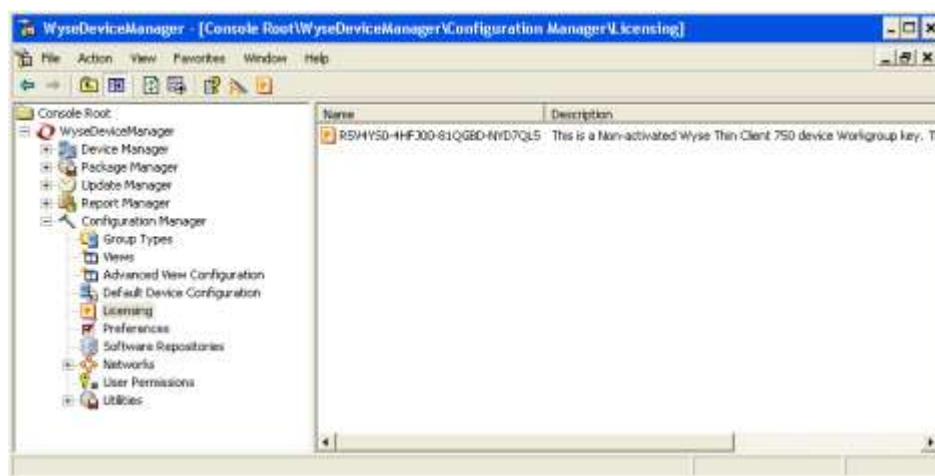 WyseDeviceManager - [Console Root\WyseDeviceManager\Configuration Manager\Licensing]
File Action View Favorites Window Help
Console Root
WyseDeviceManager
Device Manager
Package Manager
Update Manager
Report Manager
Configuration Manager
Group Types
Views
Advanced View Configuration
Default Device Configuration
Licensing
Preferences
Software Repositories
Networks
User Permissions
Utilities
Name Description
This is a Non-activated Wyse Thin Client 750 device Workgroup key. T